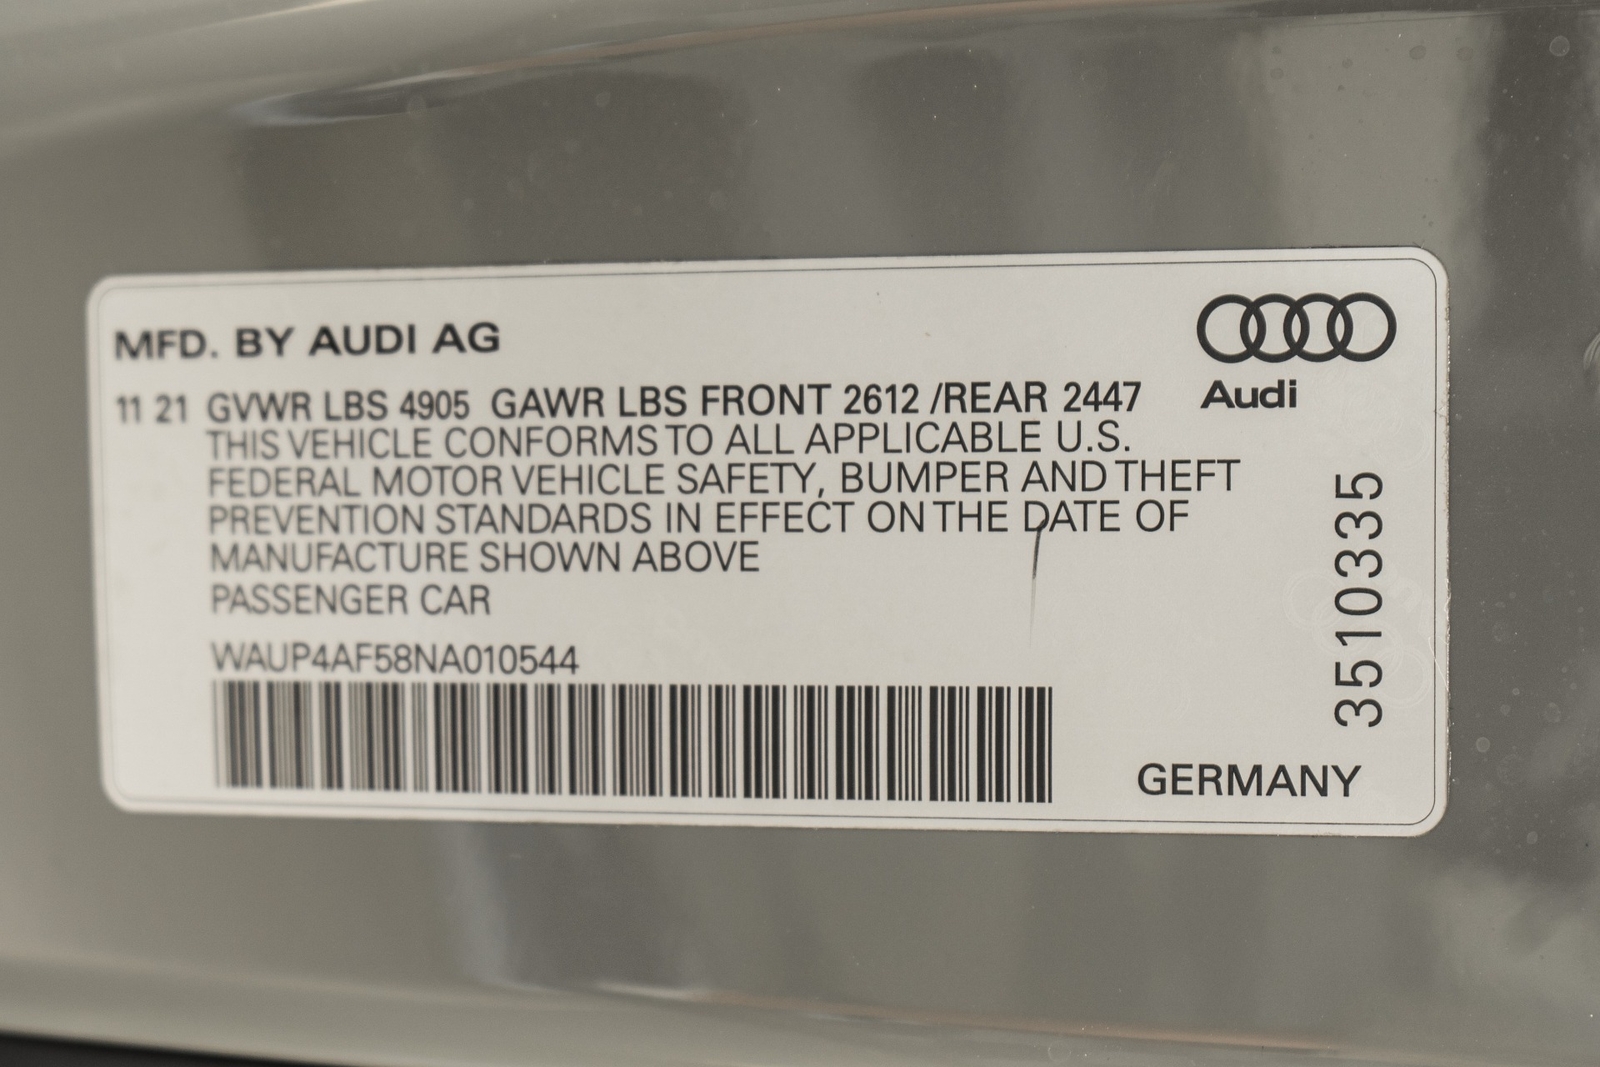 MFD. BY AUDI AG
Audi
11 21 GVWR LBS 4905 GAWR LBS FRONT 2612 /REAR 2447
THIS VEHICLE CONFORMS TO ALL APPLICABLE U.S.
FEDERAL MOTOR VEHICLE SAFETY, BUMPER AND THEFT
PREVENTION STANDARDS IN EFFECT ON THE DATE OF
MANUFACTURE SHOWN ABOVE
PASSENGER CAR
WAUP4AF58NA010544
3510335
GERMANY